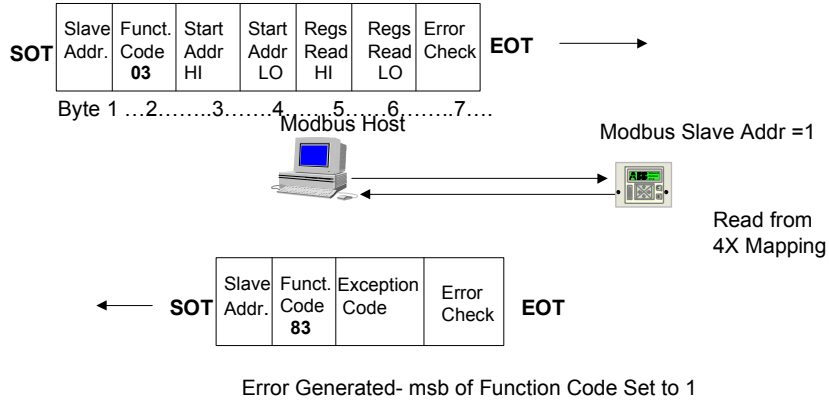 Slave Funct. Start Start Regs Regs Error
SOT Addr. Code Addr Addr Read Read Check EOT
03 HI LO HI LO
Byte 1 …2……..3…….4…….5…….6……..7….
Modbus Host
Modbus Slave Addr =1
ABB
Read from
4X Mapping
Slave Funct. Exception Error
SOT Addr. Code Code Check EOT
83
Error Generated- msb of Function Code Set to 1